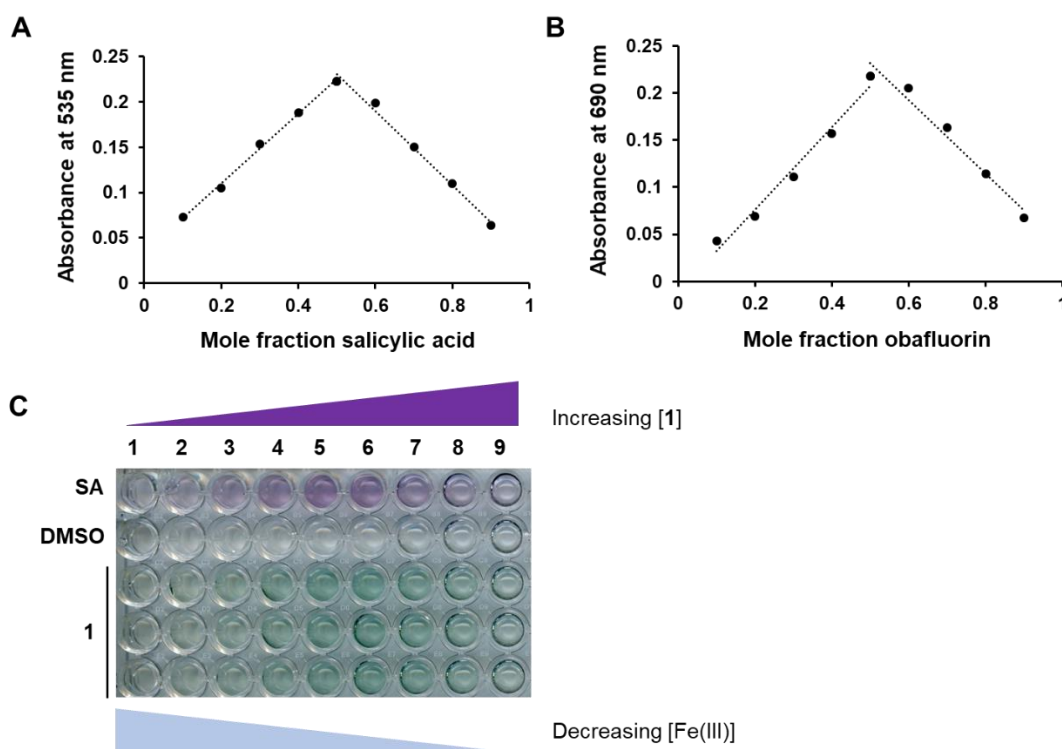 A
Absorbance at 535 nm
0.25
0.2
0.15
0.1
0.05
0
0 0.2 0.4 0.6 0.8 1
Mole fraction salicylic acid
B
Absorbance at 690 nm
0.25
0.2
0.15
0.1
0.05
0
0 0.2 0.4 0.6 0.8 1
Mole fraction obafluorin
C
Increasing [1]
1 2 3 4 5 6 7 8 9
SA
DMSO
1
Decreasing [Fe(III)]